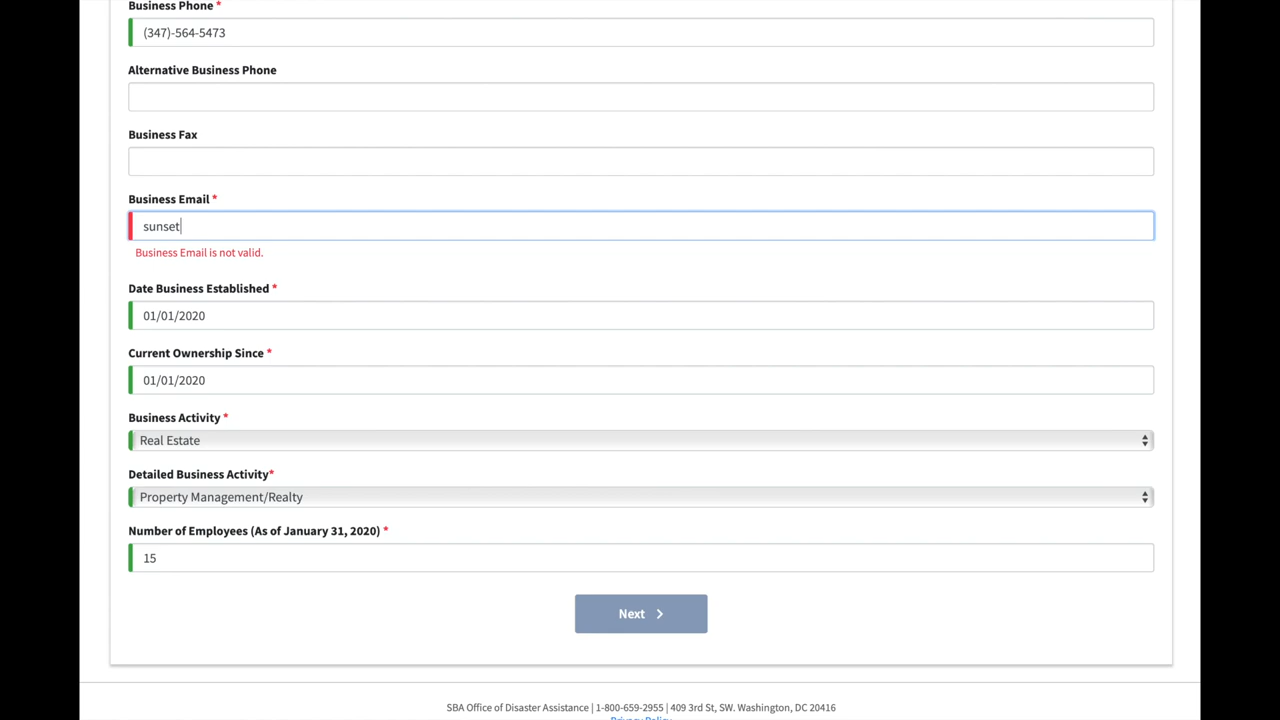 Business Phone *
(347)-564-5473
Alternative Business Phone
Business Fax
Business Email *
sunset
Business Email is not valid.
Date Business Established *
01/01/2020
Current Ownership Since *
01/01/2020
Business Activity *
Real Estate
Detailed Business Activity*
Property Management/Realty
Number of Employees (As of January 31, 2020) *
15
Next
SBA Office of Disaster Assistance | 1-800-659-2955 | 409 3rd St, SW. Washington, DC 20416
Privacy Policy